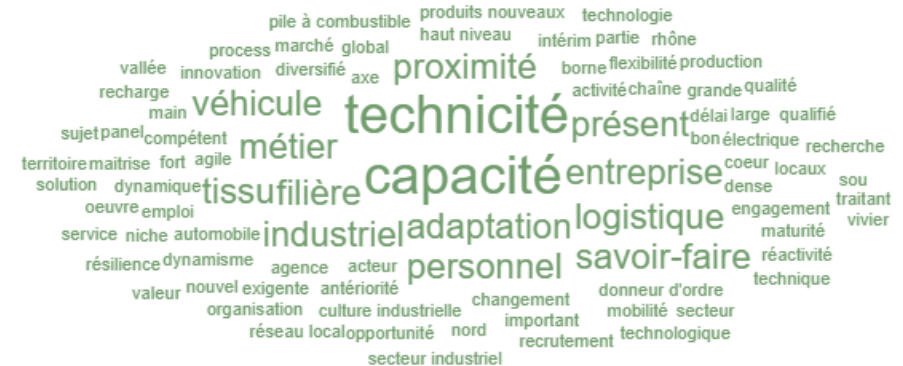 pile à combustible produits nouveaux technologie
haut niveau intérim partie rhône
process marché global
vallée innovation diversifié axe proximité borne flexibilité production
recharge activité chaîne grande qualité
main véhicule technicité présent délai large qualifié
sujet panel compétent métier bon électrique recherche
territoire maitrise fort agile capacité entreprise coeur locaux
solution dynamique tissu filière dense sou
traitant
oeuvre emploi adaptation logistique engagement vivier
service niche automobile industriel maturité
résilience dynamisme agence acteur personnel savoir-faire réactivité
technique
valeur nouvel exigente antériorité changement donneur d'ordre
organisation culture industrielle important mobilité secteur
réseau local opportunité nord recrutement technologique
secteur industriel